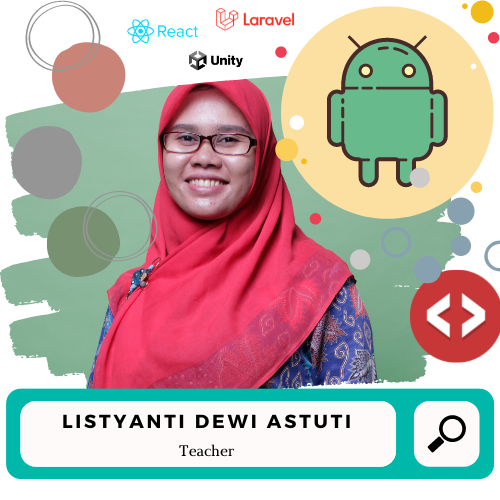 React
Laravel
Unity
LISTYANTI DEWI ASTUTI
Teacher